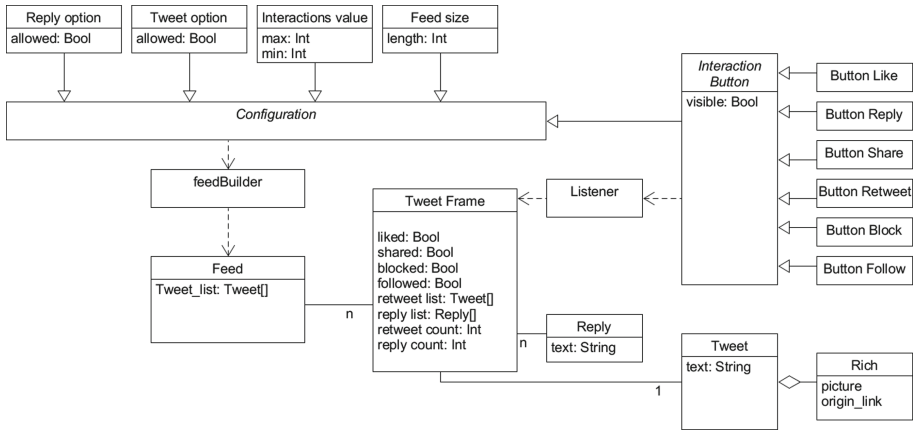 Reply option
allowed: Bool
Tweet option
allowed: Bool
Interactions value
max: Int
min: Int
Feed size
length: Int
Configuration
Interaction
Button
visible: Bool
Button Like
Button Reply
Button Share
Button Retweet
Button Block
Button Follow
feedBuilder
Listener
Tweet Frame
liked: Bool
shared: Bool
blocked: Bool
followed: Bool
retweet list: Tweet[]
reply list: Reply[]
retweet count: Int
reply count: Int
Feed
Tweet_list: Tweet[]
n
n
Reply
text: String
Tweet
text: String
1
Rich
picture
origin_link